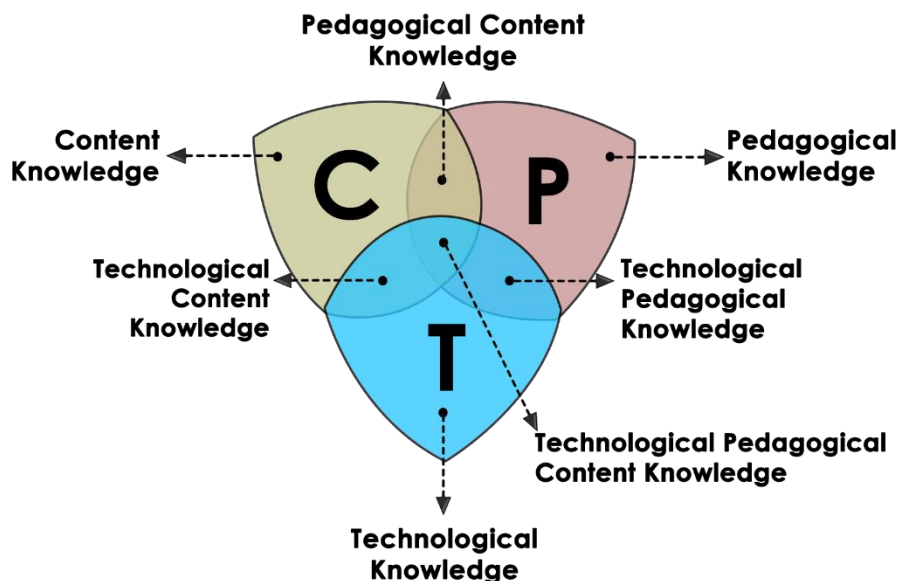 Pedagogical Content
Knowledge
Content
Knowledge
Pedagogical
Knowledge
C
P
Technological
Content
Knowledge
Technological
Pedagogical
Knowledge
T
Technological Pedagogical
Content Knowledge
Technological
Knowledge